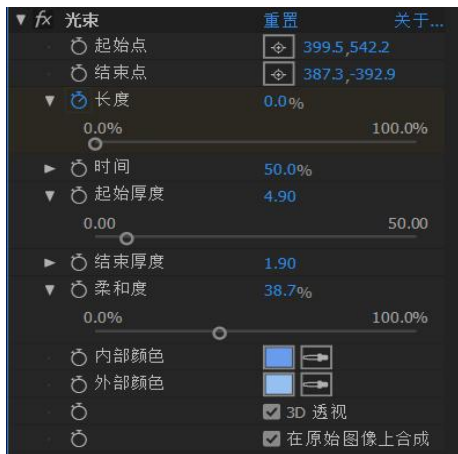 fx 光束 重置 关于...
起始点 399.5,542.2
结束点 387.3,-392.9
长度 0.0%
0.0% 100.0%
时间 50.0%
起始厚度 4.90
0.00 50.00
结束厚度 1.90
柔和度 38.7%
0.0% 100.0%
内部颜色
外部颜色
3D 透视
在原始图像上合成